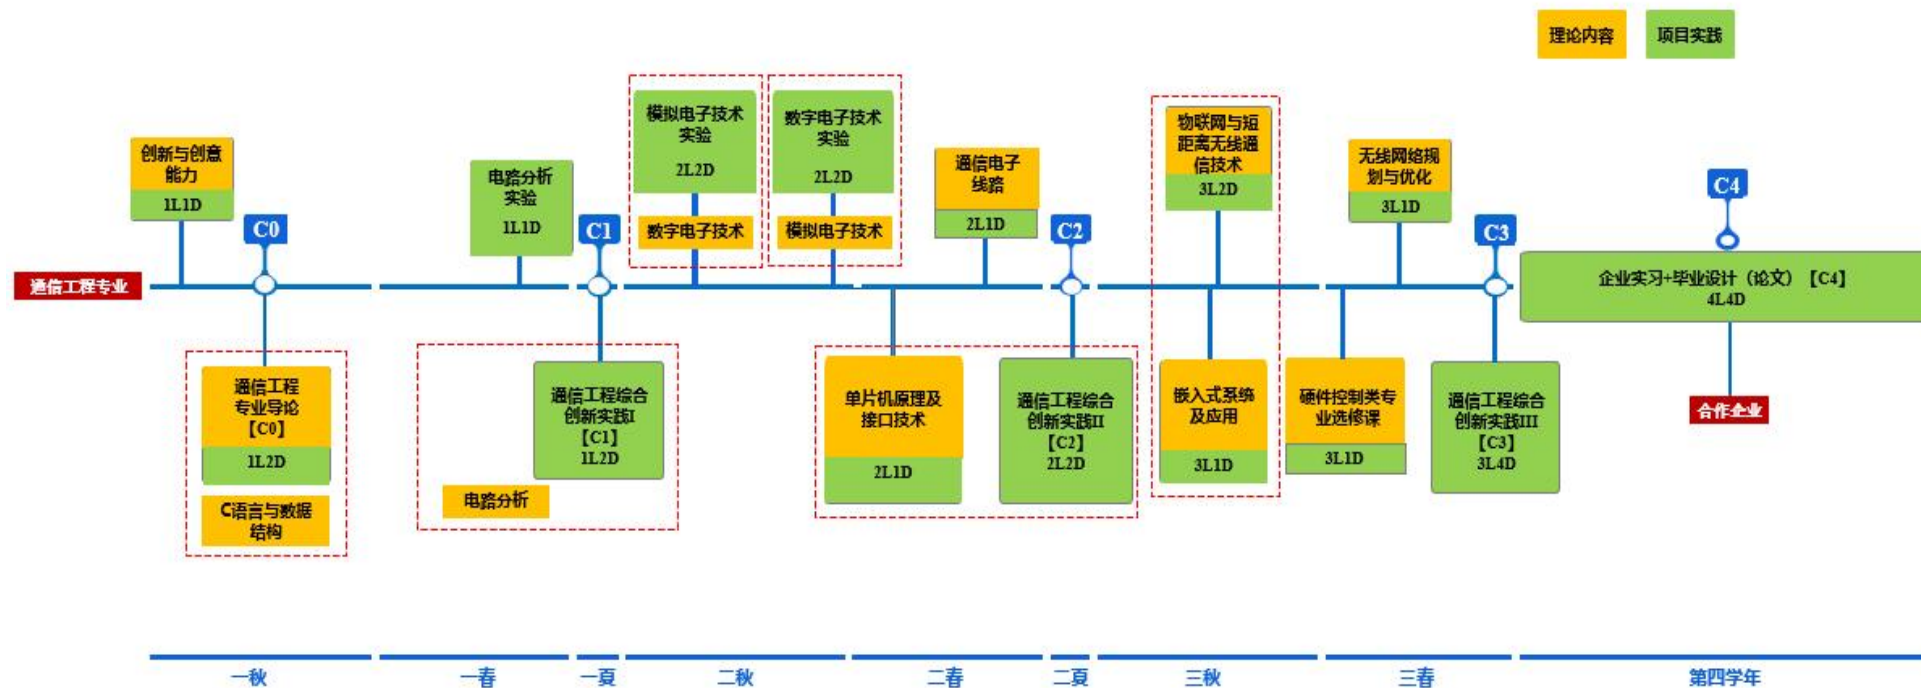 理论内容
项目实践
创新与创意
能力
1L1D
C0
电路分析
实验
1L1D
C1
模拟电子技术
实验
2L2D
数字电子技术
数字电子技术
实验
2L2D
模拟电子技术
通信电子
线路
2L1D
C2
物联网与短
距离无线通
信技术
3L2D
无线网络规
划与优化
3L1D
C3
C4
通信工程专业
企业实习+毕业设计（论文）【C4】
4L4D
通信工程
专业导论
【C0】
1L2D
C语言与数据
结构
通信工程综合
创新实践I
【C1】
1L2D
电路分析
单片机原理及
接口技术
2L1D
通信工程综合
创新实践II
【C2】
2L2D
嵌入式系统
及应用
3L1D
硬件控制类专
业选修课
3L1D
通信工程综合
创新实践III
【C3】
3L4D
合作企业
一秋
一春
一夏
二秋
二春
二夏
三秋
三春
第四学年